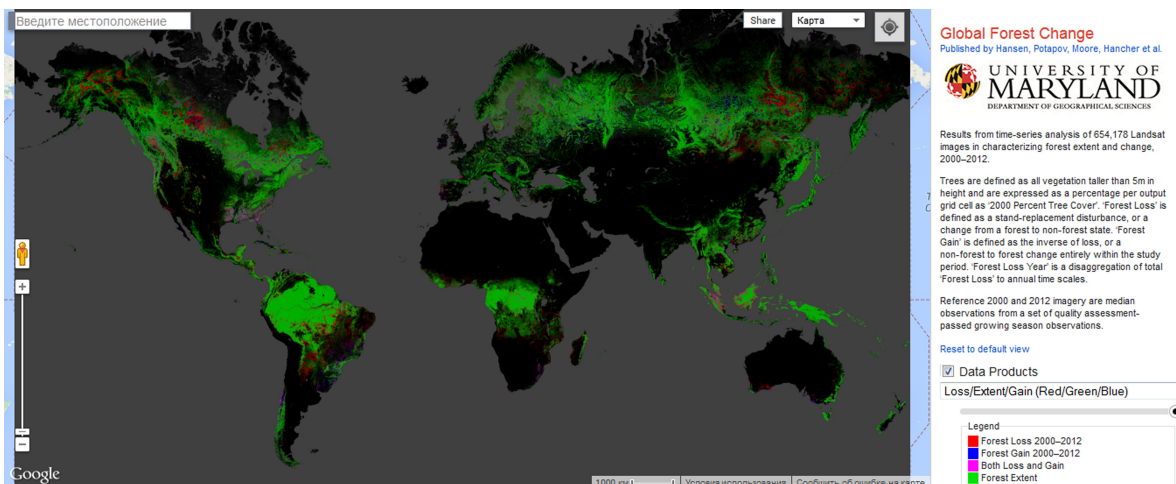 Введите местоположение
Share
Карта
Google
1000 км
Условия использования
Сообщить об ошибке на карте
Global Forest Change
Published by Hansen, Potapov, Moore, Hancher et al.
UNIVERSITY OF
MARYLAND
DEPARTMENT OF GEOGRAPHICAL SCIENCES
Results from time-series analysis of 654,178 Landsat
images in characterizing forest extent and change,
2000–2012.
Trees are defined as all vegetation taller than 5m in
height and are expressed as a percentage per output
grid cell as '2000 Percent Tree Cover'. 'Forest Loss' is
defined as a stand-replacement disturbance, or a
change from a forest to non-forest state. 'Forest
Gain' is defined as the inverse of loss, or a
non-forest to forest change entirely within the study
period. 'Forest Loss Year' is a disaggregation of total
'Forest Loss' to annual time scales.
Reference 2000 and 2012 imagery are median
observations from a set of quality assessment-
passed growing season observations.
Reset to default view
Data Products
Loss/Extent/Gain (Red/Green/Blue)
Legend
Forest Loss 2000–2012
Forest Gain 2000–2012
Both Loss and Gain
Forest Extent